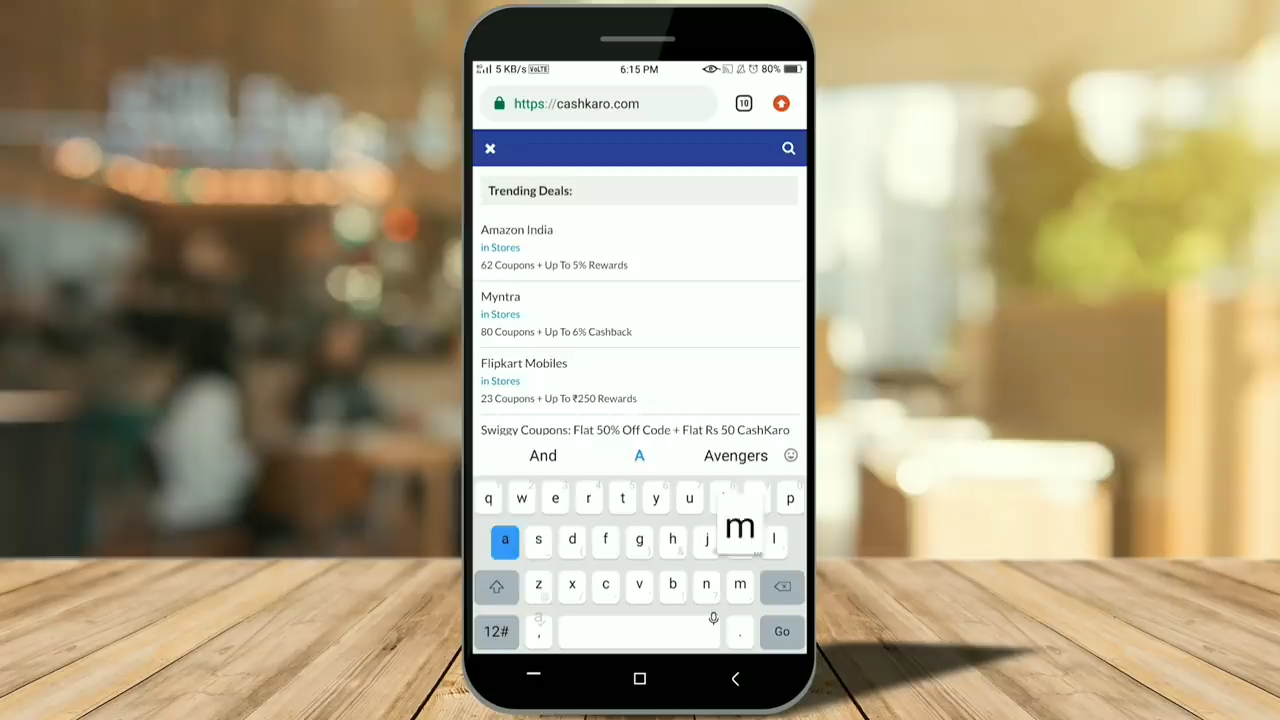 5 KB/s VoLTE 6:15 PM 80%
https://cashkaro.com 10
Trending Deals:
Amazon India
in Stores
62 Coupons + Up To 5% Rewards
Myntra
in Stores
80 Coupons + Up To 6% Cashback
Flipkart Mobiles
in Stores
23 Coupons + Up To ₹250 Rewards
Swiggy Coupons: Flat 50% Off Code + Flat Rs 50 CashKaro
And A Avengers
q w e r t y u p
a s d f g h j m l
z x c v b n m
12# , . Go